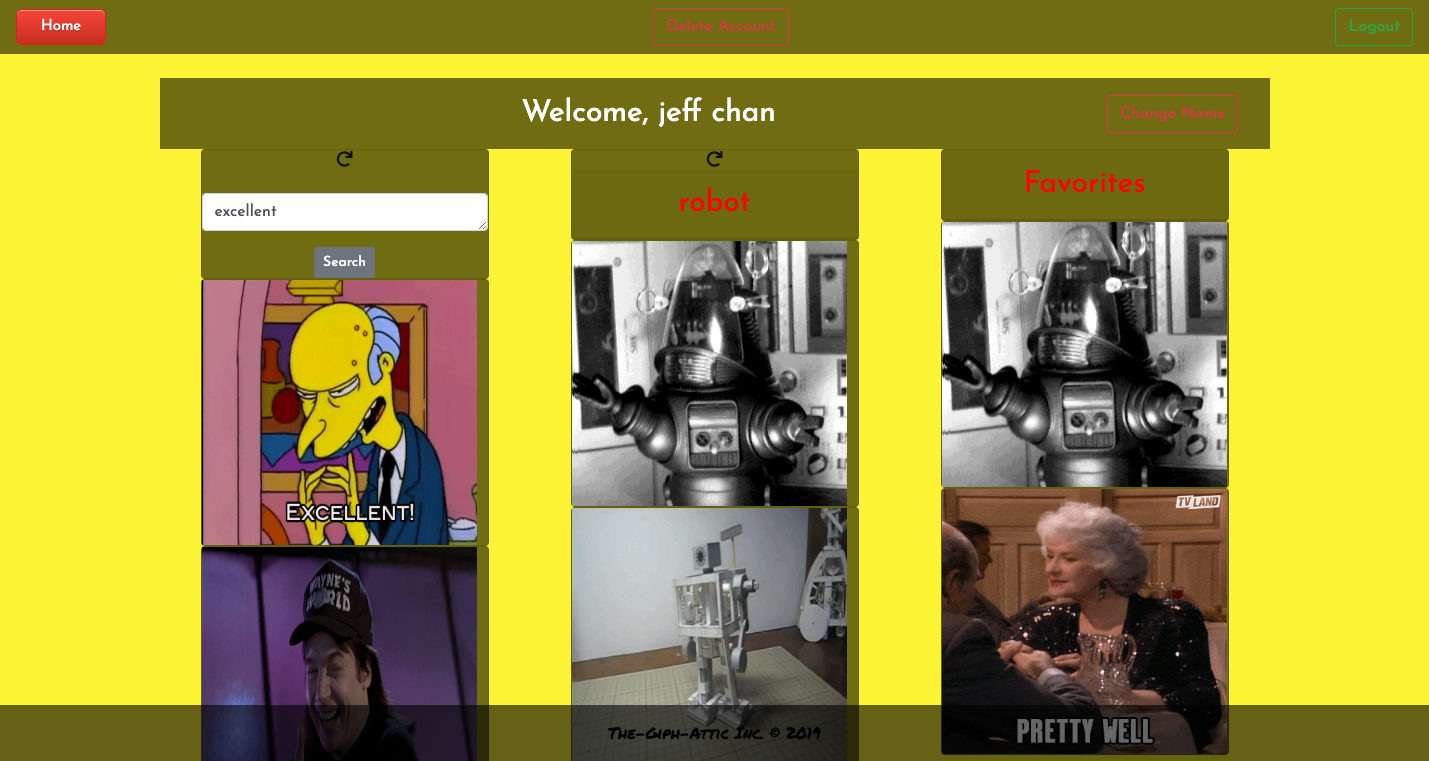 Home
Delete Account
Logout
Welcome, jeff chan
Change Name
excellent
Search
EXCELLENT!
WAYNE'S
WORLD
robot
Favorites
TV LAND
PRETTY WELL
The-Giph-Attic Inc. © 2019